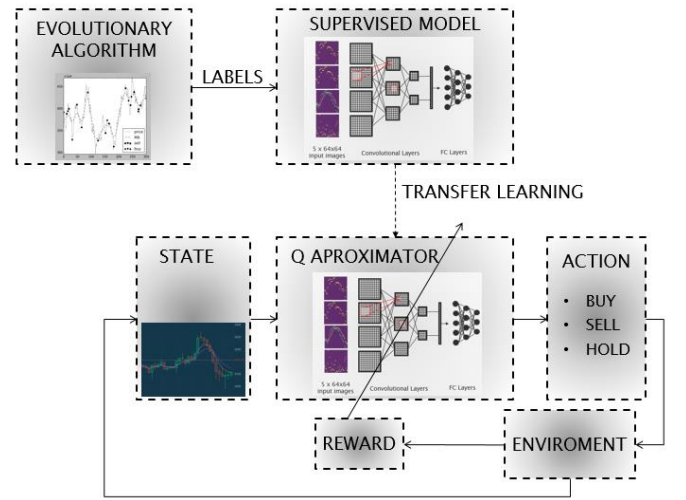 EVOLUTIONARY
ALGORITHM
LABELS
SUPERVISED MODEL
5 x 64x64
input images
Convolutional Layers
FC Layers
TRANSFER LEARNING
STATE
Q APROXIMATOR
5 x 64x64
input images
Convolutional Layers
FC Layers
ACTION
• BUY
• SELL
• HOLD
REWARD
ENVIROMENT